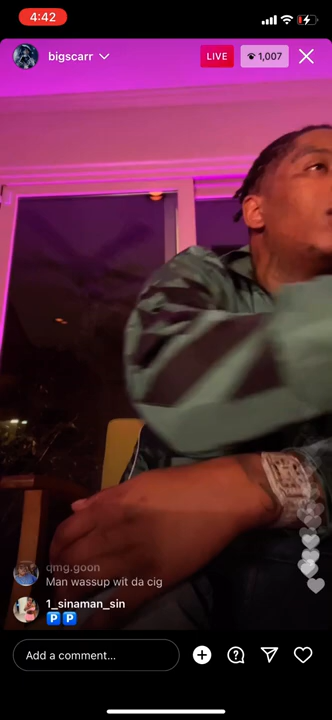 4:42
bigscarr
LIVE
1,007
qmg.goon
Man wassup wit da cig
1_sinaman_sin
🅿️🅿️
Add a comment...